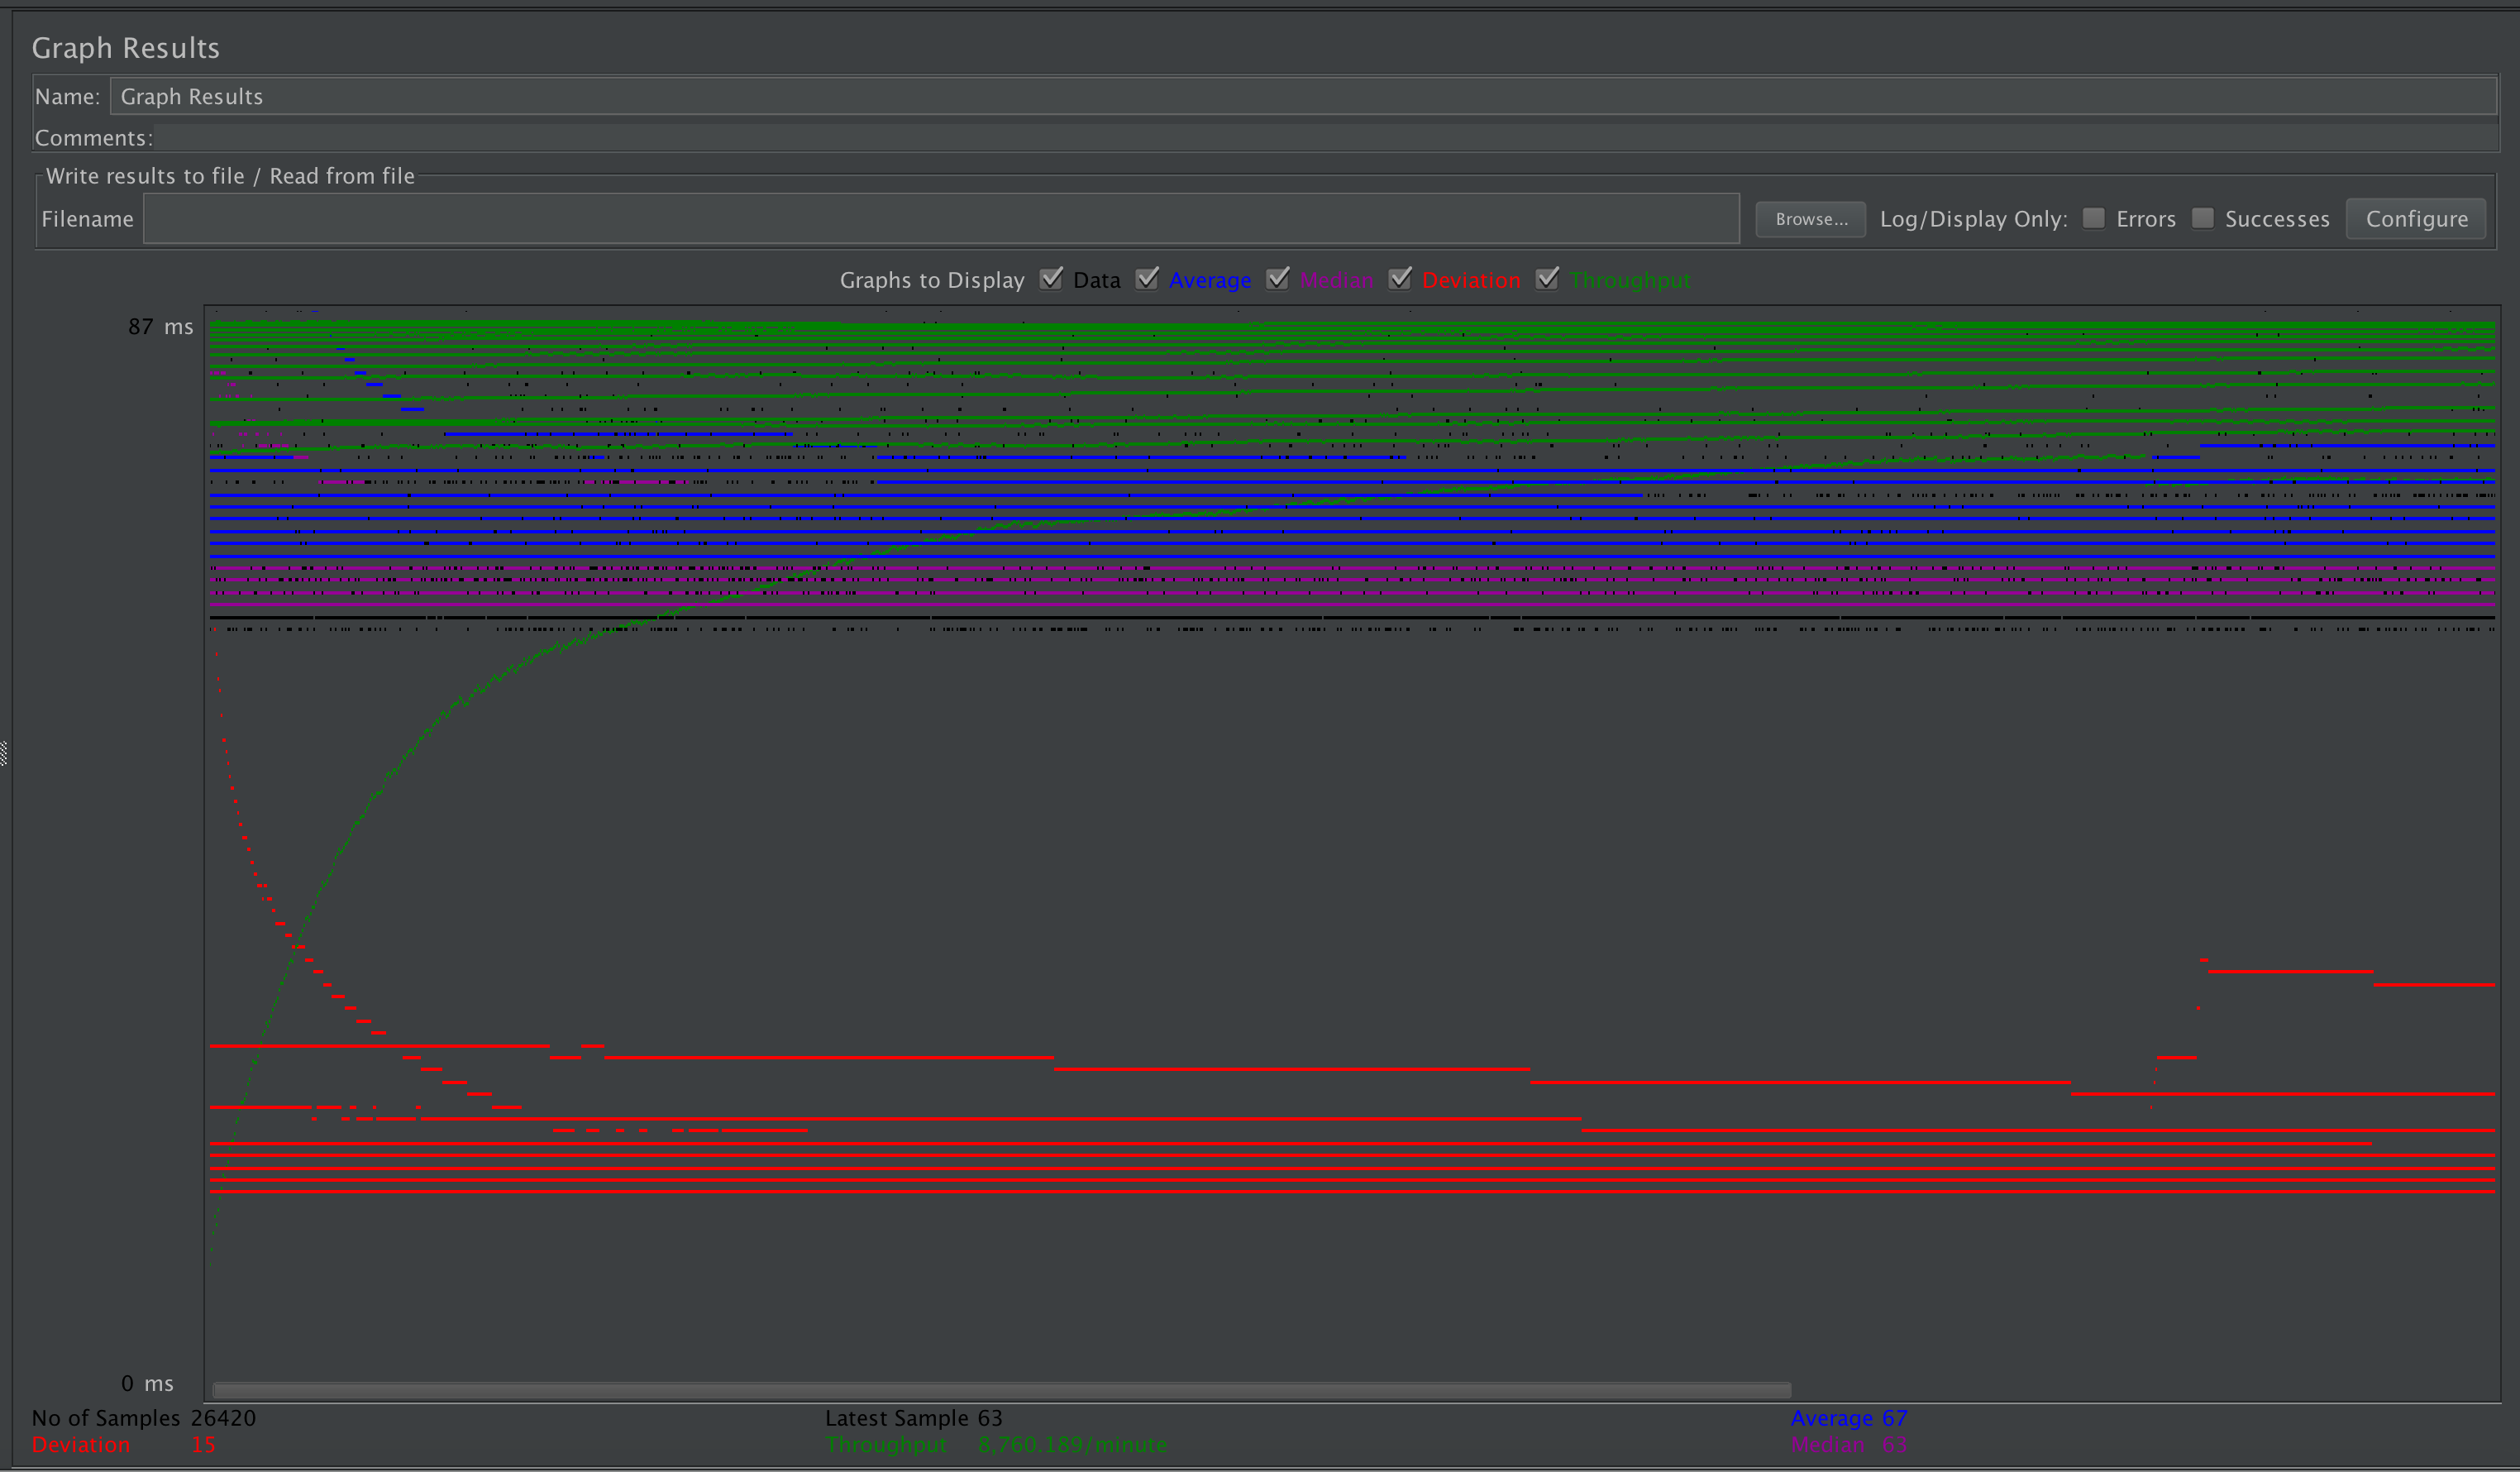 Graph Results
Name: Graph Results
Comments:
Write results to file / Read from file
Filename Browse... Log/Display Only: Errors Successes Configure
Graphs to Display Data Average Median Deviation Throughput
87 ms
0 ms
No of Samples 26420 Latest Sample 63 Average 67
Deviation 15 Throughput 8.760.189/minute Median 63